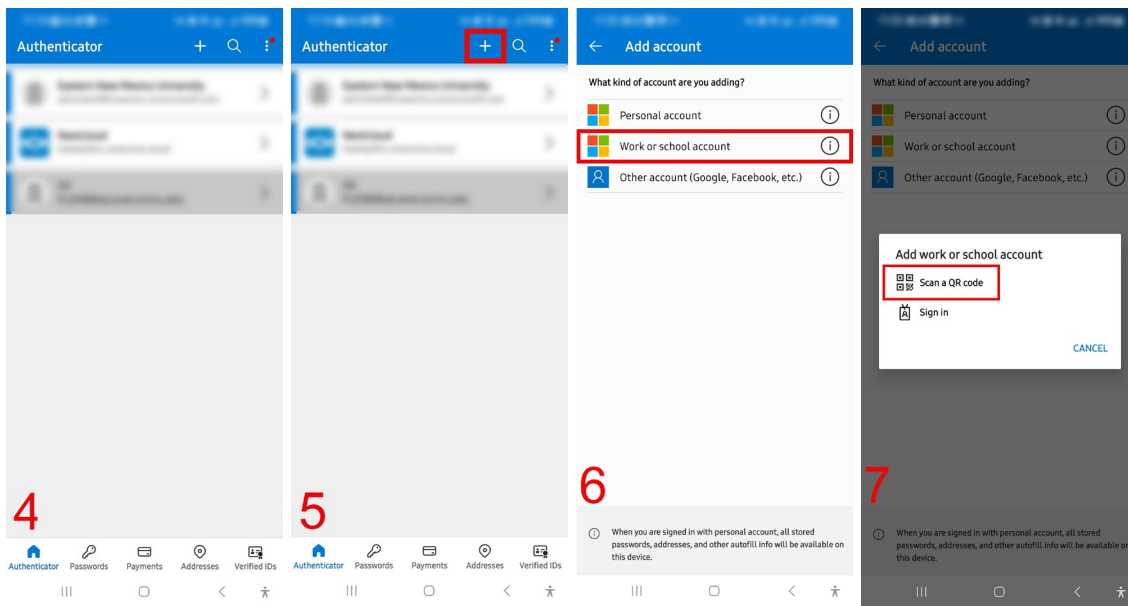 Authenticator
4
Authenticator
Passwords
Payments
Addresses
Verified IDs
Authenticator
5
Authenticator
Passwords
Payments
Addresses
Verified IDs
Add account
What kind of account are you adding?
Personal account
Work or school account
Other account (Google, Facebook, etc.)
6
When you are signed in with personal account, all stored
passwords, addresses, and other autofill info will be available on
this device.
Add account
What kind of account are you adding?
Personal account
Work or school account
Other account (Google, Facebook, etc.)
Add work or school account
Scan a QR code
Sign in
CANCEL
7
When you are signed in with personal account, all stored
passwords, addresses, and other autofill info will be available on
this device.